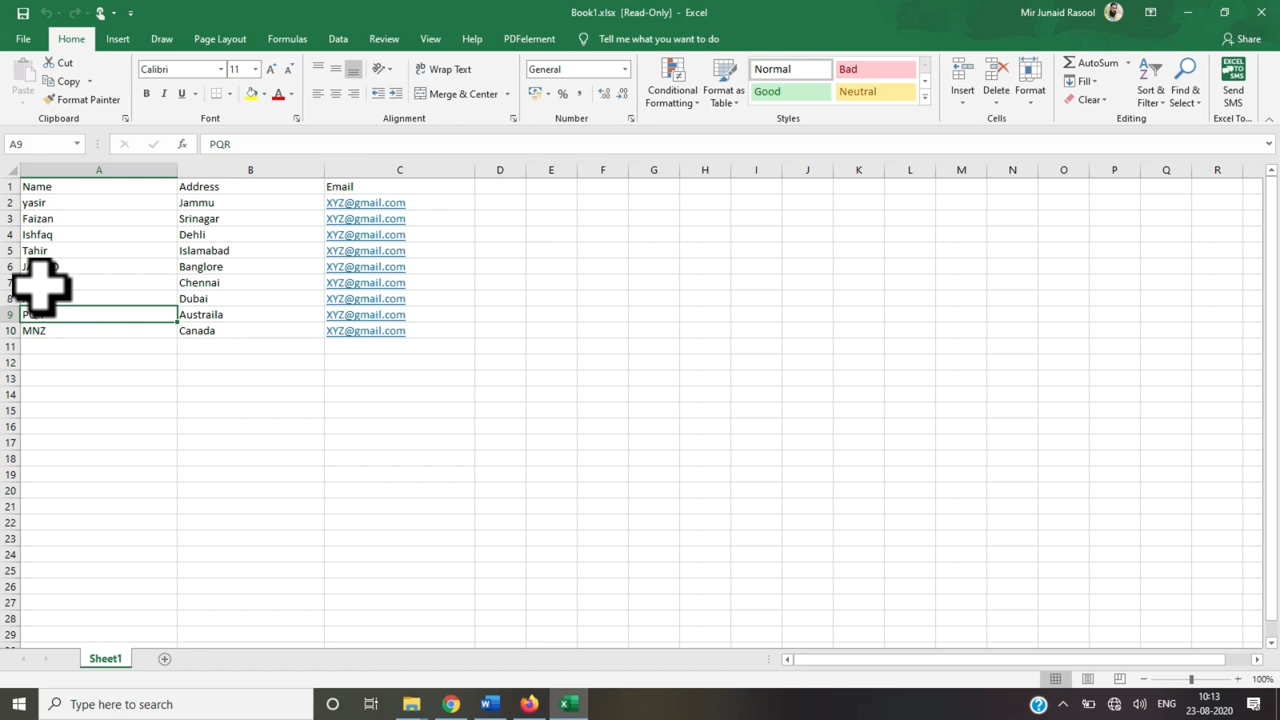 Book1.xlsx [Read-Only] - Excel
Mir Junaid Rasool
File Home Insert Draw Page Layout Formulas Data Review View Help PDFelement Tell me what you want to do Share
Paste
Cut
Copy
Format Painter
Clipboard
Calibri 11
B I U
Font
Wrap Text
Merge & Center
Alignment
General
Number
Conditional Formatting
Format as Table
Normal Bad
Good Neutral
Styles
Insert Delete Format
Cells
AutoSum
Fill
Clear
Sort & Filter
Find & Select
Editing
EXCEL TO SMS
Send SMS
Excel To...
A9 fx PQR
A B C D E F G H I J K L M N O P Q R
1 Name Address Email
2 yasir Jammu XYZ@gmail.com
3 Faizan Srinagar XYZ@gmail.com
4 Ishfaq Dehli XYZ@gmail.com
5 Tahir Islamabad XYZ@gmail.com
6 Banglore XYZ@gmail.com
7 Chennai XYZ@gmail.com
8 Dubai XYZ@gmail.com
9 Austraila XYZ@gmail.com
10 MNZ Canada XYZ@gmail.com
11
12
13
14
15
16
17
18
19
20
21
22
23
24
25
26
27
28
29
Sheet1
100%
Type here to search
ENG
10:13
23-08-2020